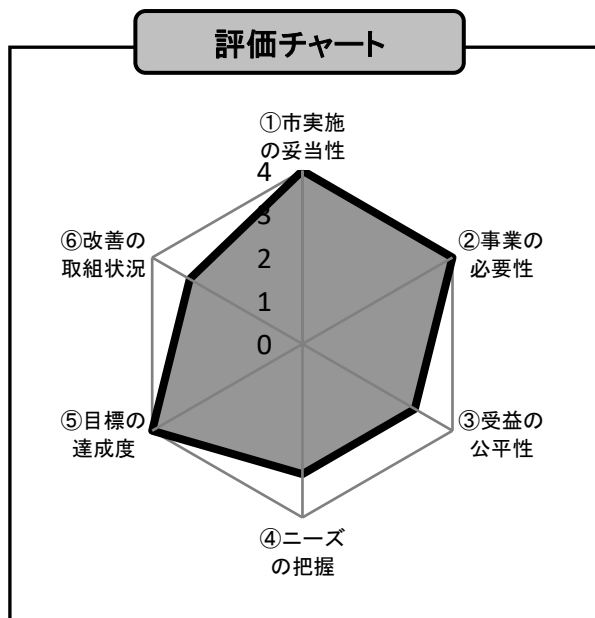 評価チャート
①市実施
の妥当性
4
3
2
1
0
②事業の
必要性
③受益の
公平性
④ニーズ
の把握
⑤目標の
達成度
⑥改善の
取組状況